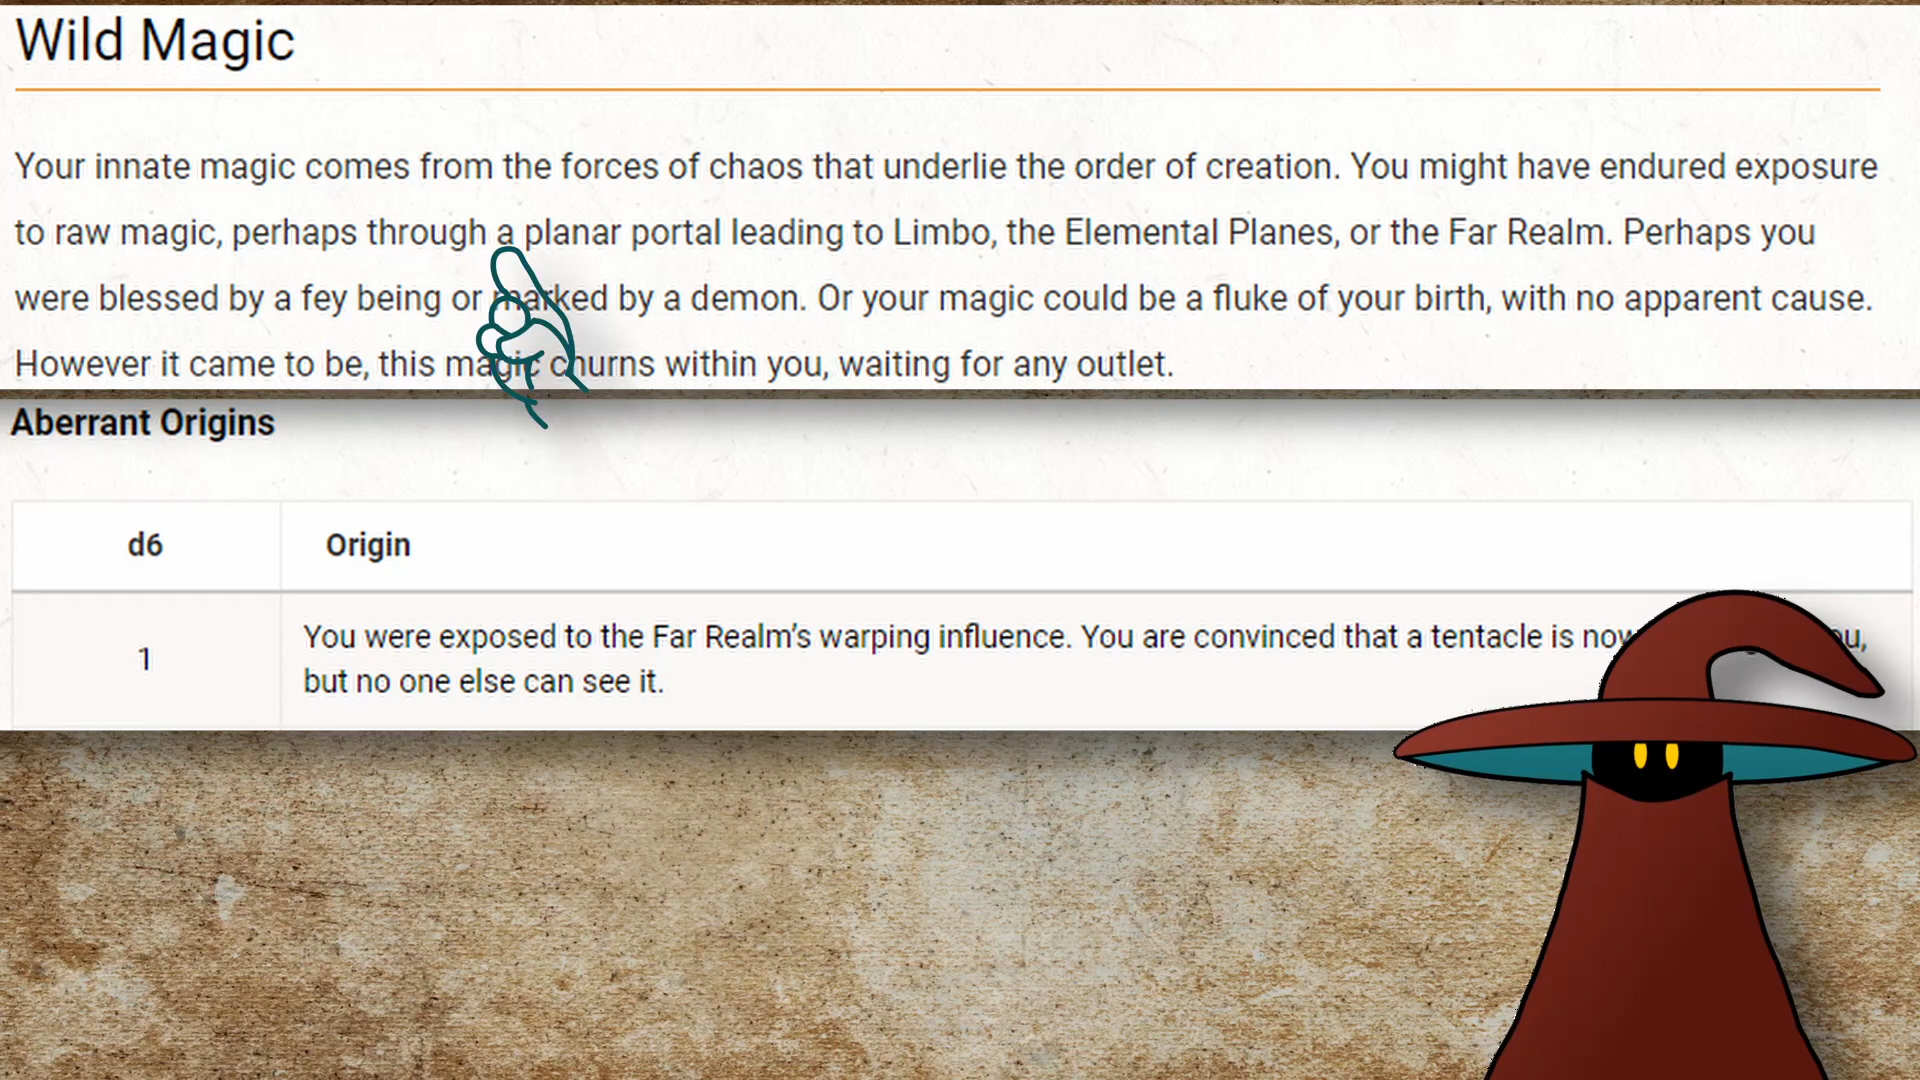 Wild Magic
Your innate magic comes from the forces of chaos that underlie the order of creation. You might have endured exposure
to raw magic, perhaps through a planar portal leading to Limbo, the Elemental Planes, or the Far Realm. Perhaps you
were blessed by a fey being or marked by a demon. Or your magic could be a fluke of your birth, with no apparent cause.
However it came to be, this magic churns within you, waiting for any outlet.
Aberrant Origins
d6 Origin
1
You were exposed to the Far Realm’s warping influence. You are convinced that a tentacle is now
but no one else can see it.